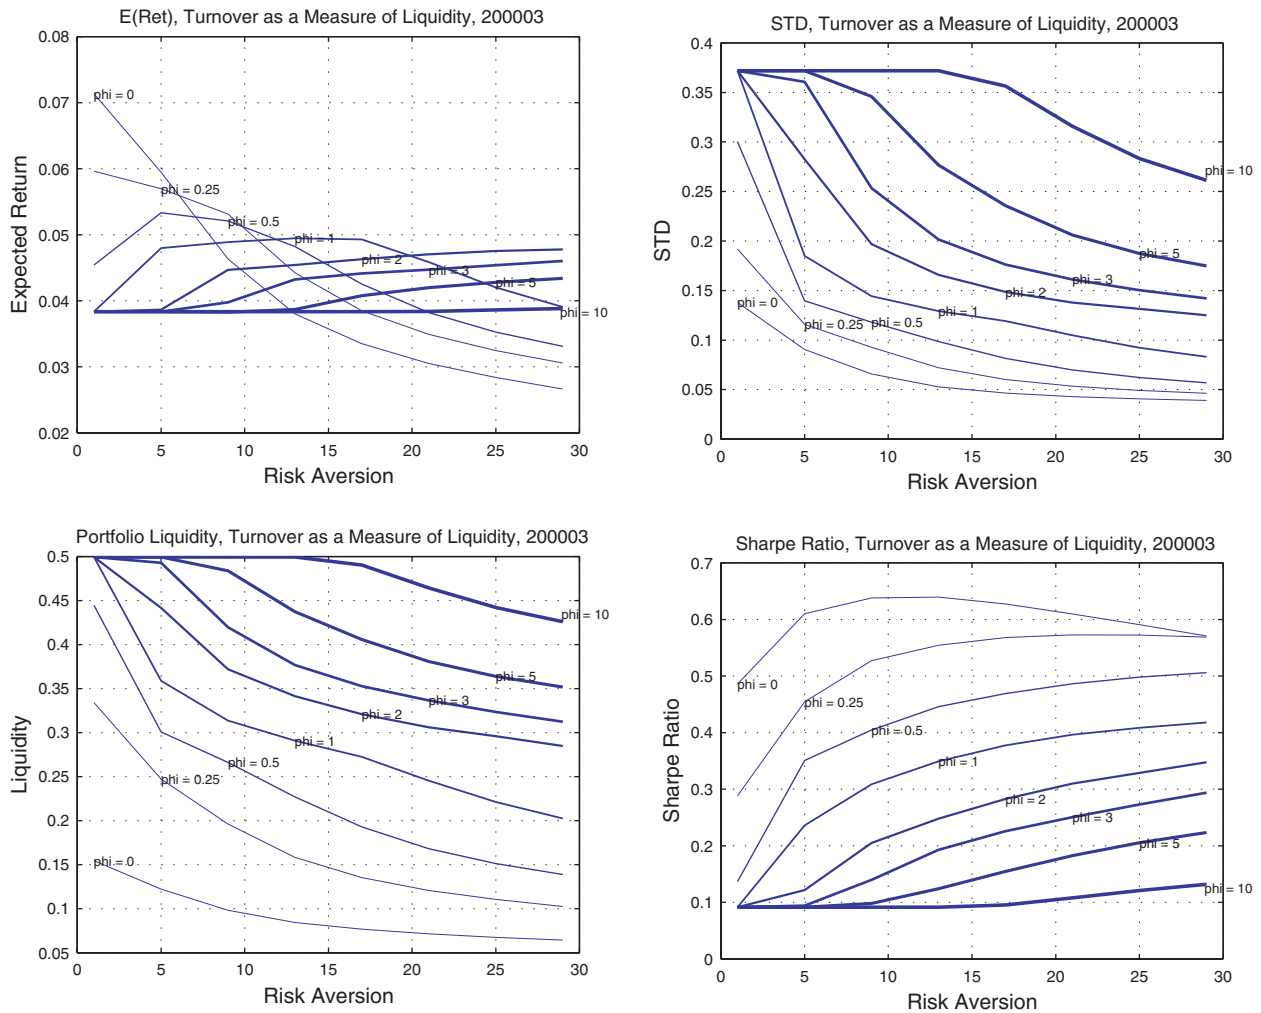 E(Ret), Turnover as a Measure of Liquidity, 200003
0.08
0.07
0.06
0.05
0.04
0.03
0.02
Expected Return
phi = 0
phi = 0.25
phi = 0.5
phi = 1
phi = 2
phi = 3
phi = 5
phi = 10
0 5 10 15 20 25 30
Risk Aversion
STD, Turnover as a Measure of Liquidity, 200003
0.4
0.35
0.3
0.25
0.2
0.15
0.1
0.05
0
STD
phi = 10
phi = 5
phi = 3
phi = 2
phi = 0
phi = 1
phi = 0.25
phi = 0.5
0 5 10 15 20 25 30
Risk Aversion
Portfolio Liquidity, Turnover as a Measure of Liquidity, 200003
0.5
0.45
0.4
0.35
0.3
0.25
0.2
0.15
0.1
0.05
Liquidity
phi = 10
phi = 5
phi = 3
phi = 2
phi = 1
phi = 0.5
phi = 0.25
phi = 0
0 5 10 15 20 25 30
Risk Aversion
Sharpe Ratio, Turnover as a Measure of Liquidity, 200003
0.7
0.6
0.5
0.4
0.3
0.2
0.1
0
Sharpe Ratio
phi = 0
phi = 0.25
phi = 0.5
phi = 1
phi = 2
phi = 3
phi = 5
phi = 10
0 5 10 15 20 25 30
Risk Aversion